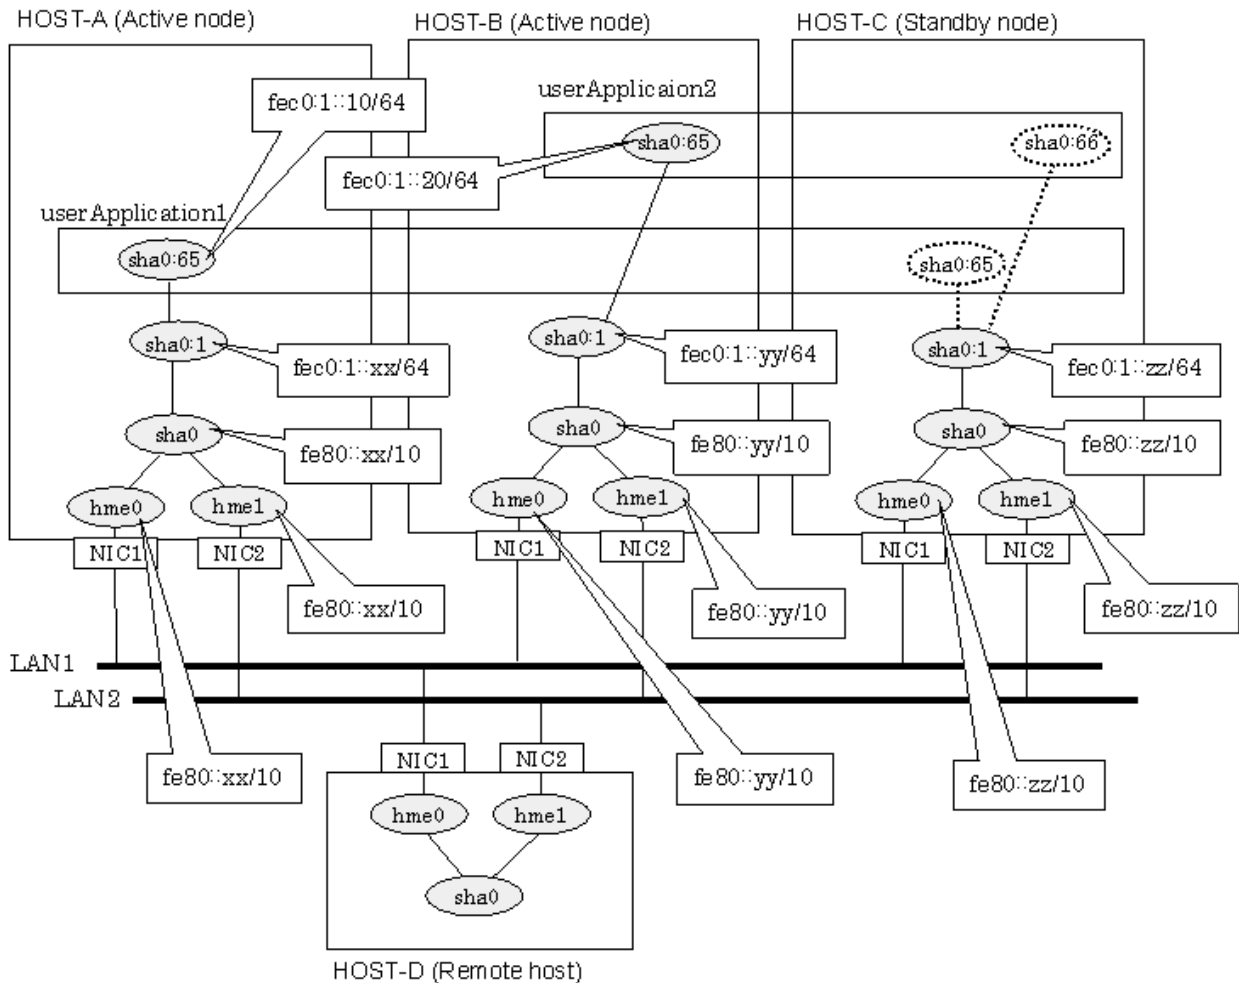 HOST-A (Active node)
HOST-B (Active node)
HOST-C (Standby node)
fec0:1::10/64
userApplicaion2
sha0:65
sha0:66
fec0:1::20/64
userApplication1
sha0:65
sha0:65
sha0:1
sha0:1
sha0:1
fec0:1::xx/64
fec0:1::yy/64
fec0:1::zz/64
sha0
sha0
sha0
fe80::xx/10
fe80::yy/10
fe80::zz/10
hme0
hme1
hme0
hme1
hme0
hme1
NIC1
NIC2
NIC1
NIC2
NIC1
NIC2
fe80::xx/10
fe80::yy/10
fe80::zz/10
LAN1
LAN2
NIC1
NIC2
fe80::xx/10
fe80::yy/10
fe80::zz/10
hme0
hme1
sha0
HOST-D (Remote host)